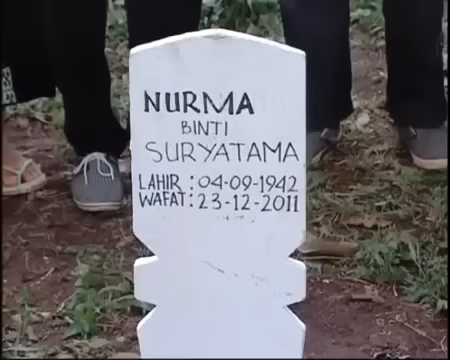 NURMA
BINTI
SURYATAMA
LAHIR : 04-09-1942
WAFAT : 23-12-2011